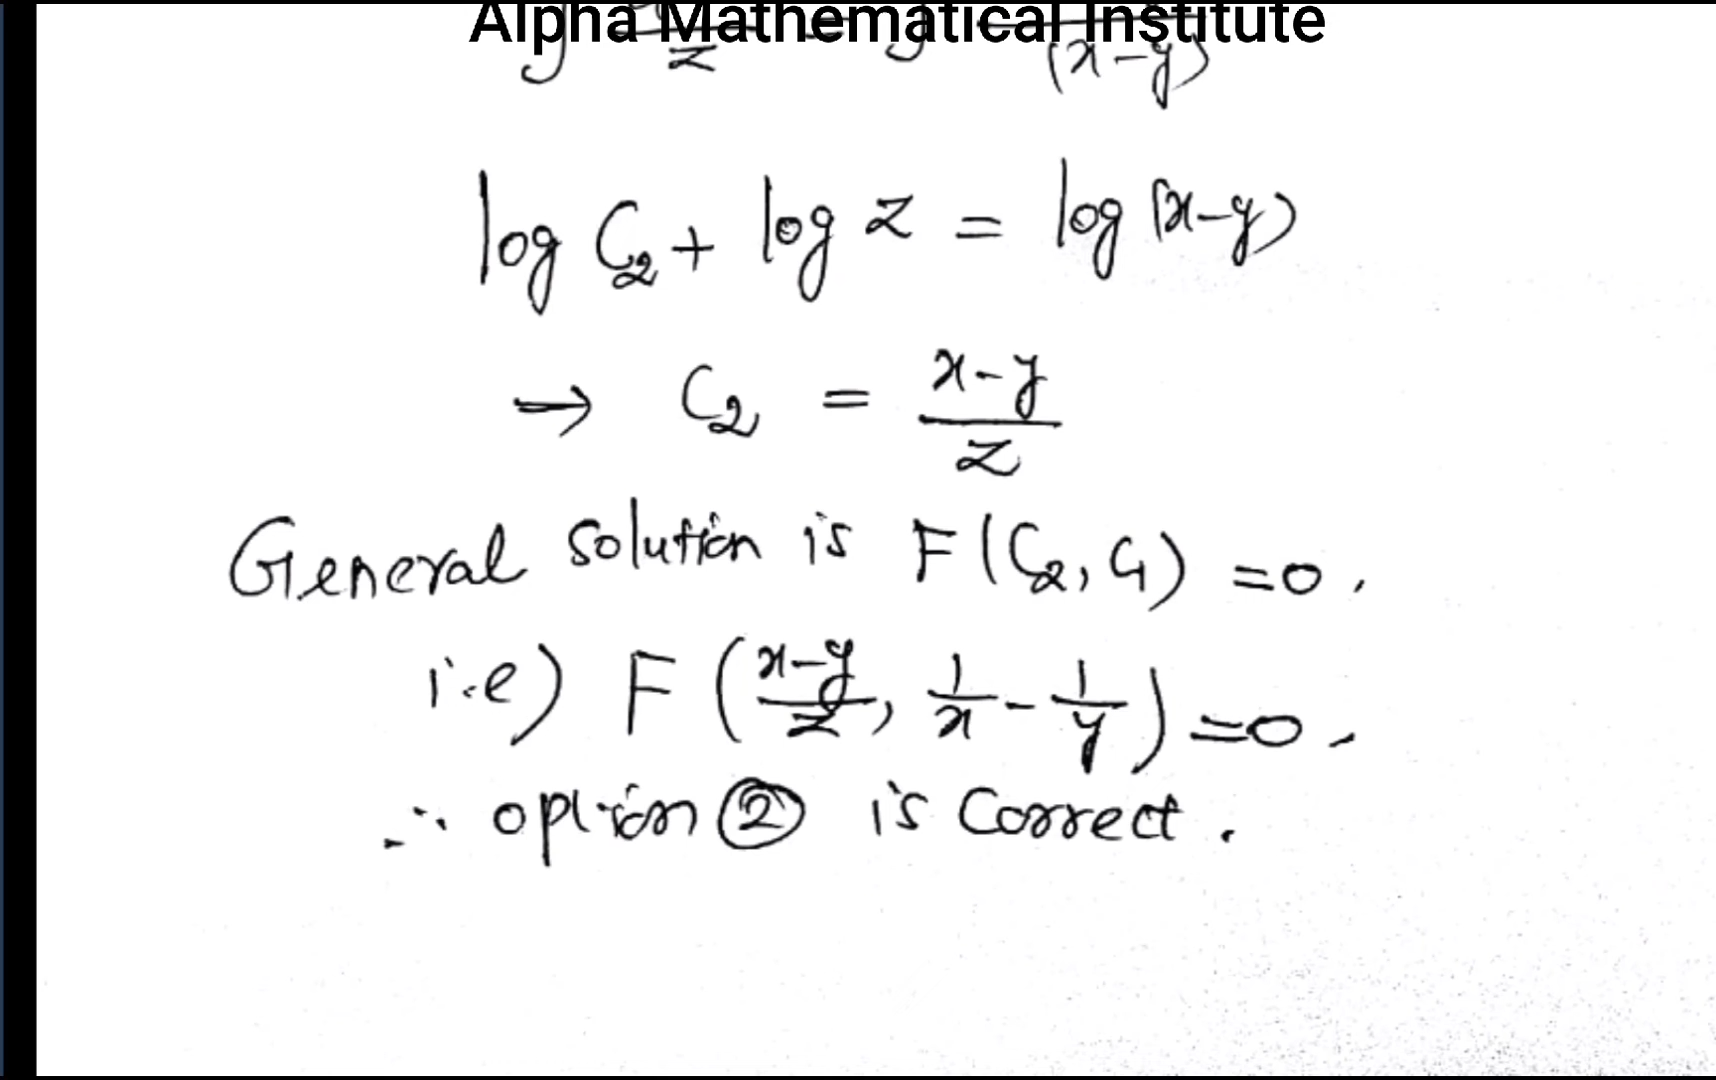 Alpha Mathematical Institute
z (x-y)
log C₂ + log z = log (x-y)
→ C₂ = (x-y)/z
General solution is F(C₂, C₁) = 0.
i.e) F((x-y)/z, 1/x - 1/y) = 0.
∴ option ② is correct.